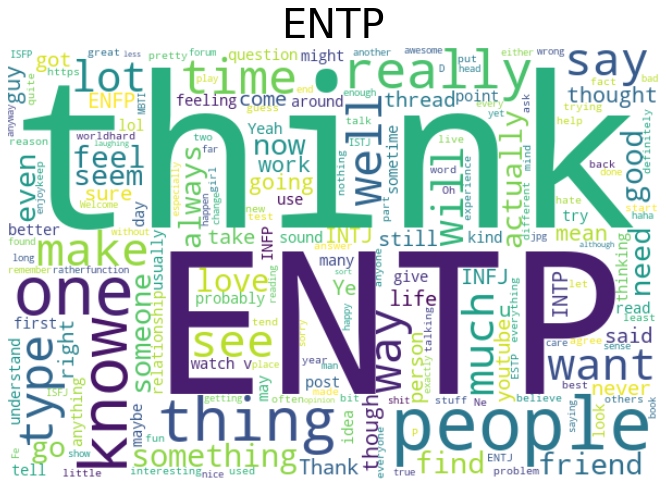 ENTP
ISFP
great
less
forum
question
might
another
awesome
put
head
either
wrong
got
pretty
quite
https
MBTI
lot
time
really
say
guy
ENFP
feeling
come
around
thread
point
D
every
fact
bad
play
end
guess
ask
yet
trying
help
thought
anyway
reason
lol
worldhard
Yeah
two
far
talk
ISTJ
enough
live
word
Oh
mind
back
done
definitely
think
feel
seem
now
work
well
sometime
will
actually
good
even
enjoykeep
laughing
Welcome
sure
always
going
use
girl
happen
change
especially
nothing
part
experience
different
hate
start
haha
better
day
without
new
test
try
found
long
make
take
sound
INFP
INTJ
answer
still
kind
jpg
mean
although
need
remember
ratherfunction
usually
many
anyone
INFJ
thinking
one
love
reading
sort
give
talking
everything
INTP
let
read
least
first
someone
relationship
probably
Ye
life
much
ESTP
said
knowe
ENTP
see
tend
happy
way
youtube
care
agree
sense
want
type
right
watch v
place
sorry
year
man
person
exactly
best
never
understand
ISFJ
anything
maybe
may
post
made
shit
stuff
Ne
believe
others
look
thing
getting
often
opinion
bit
though
people
saying
book
go
fun
idea
everyone
P
Fe
show
something
find
friend
tell
little
interesting
nice
used
Thank
true
ENTJ
problem